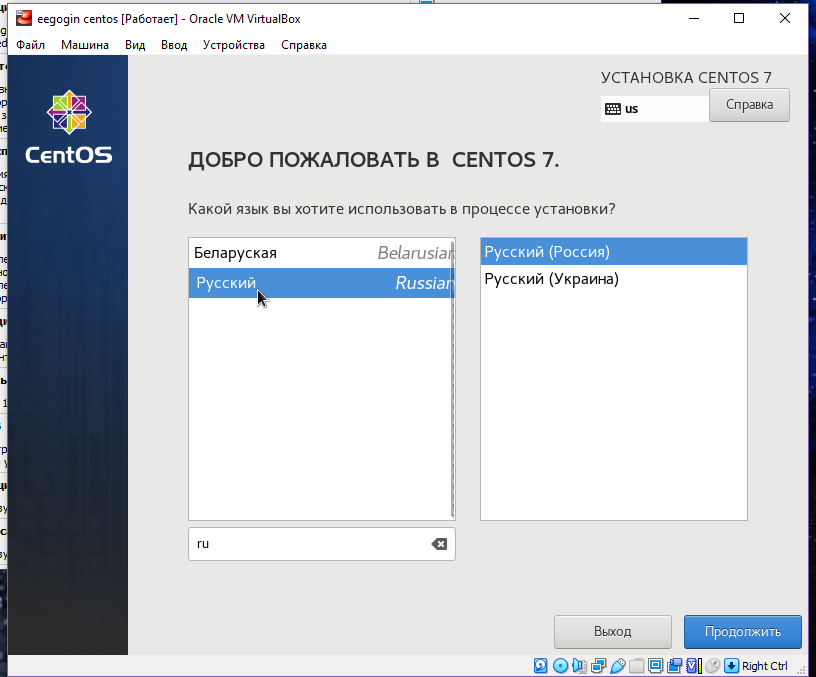 eegogin centos [Работает] - Oracle VM VirtualBox
Файл Машина Вид Ввод Устройства Справка
УСТАНОВКА CENTOS 7
us Справка
CentOS
ДОБРО ПОЖАЛОВАТЬ В CENTOS 7.
Какой язык вы хотите использовать в процессе установки?
Беларуская Belarusian
Русский Russian
Русский (Россия)
Русский (Украина)
ru
Выход Продолжить
Right Ctrl